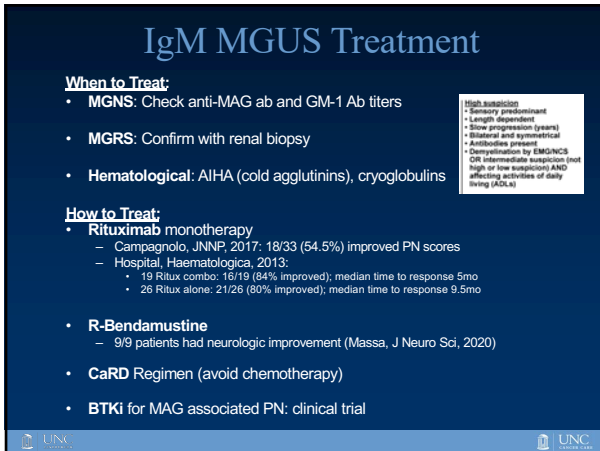 IgM MGUS Treatment
When to Treat:
• MGNS: Check anti-MAG ab and GM-1 Ab titers
• MGRS: Confirm with renal biopsy
• Hematological: AIHA (cold agglutinins), cryoglobulins
High suspicion
• Sensory predominant
• Length dependent
• Slow progression (years)
• Bilateral and symmetrical
• Antibodies present
• Demyelination by EMG/NCS
OR intermediate suspicion (not
high or low suspicion) AND
affecting activities of daily
living (ADLs)
How to Treat:
• Rituximab monotherapy
– Campagnolo, JNNP, 2017: 18/33 (54.5%) improved PN scores
– Hospital, Haematologica, 2013:
• 19 Ritux combo: 16/19 (84% improved); median time to response 5mo
• 26 Ritux alone: 21/26 (80% improved); median time to response 9.5mo
• R-Bendamustine
– 9/9 patients had neurologic improvement (Massa, J Neuro Sci, 2020)
• CaRD Regimen (avoid chemotherapy)
• BTKi for MAG associated PN: clinical trial
UNC
UNC
CANCER CARE